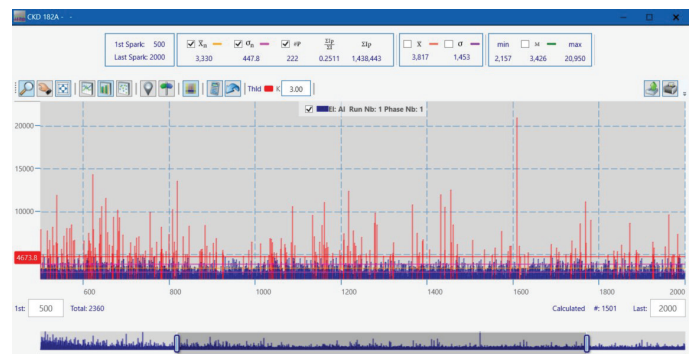 CKD 182A - -
1st Spark: 500
Last Spark: 2000
X̄n σn #P ΣIp/ΣI ΣIp
3,330 447.8 222 0.2511 1,438,443
X̄ σ
3,817 1,453
min M max
2,157 3,426 20,950
Thld K 3.00
El: Al Run Nb: 1 Phase Nb: 1
20000
15000
10000
5000
4673.8
600 800 1000 1200 1400 1600 1800 2000
1st: 500 Total: 2360 Calculated #: 1501 Last: 2000